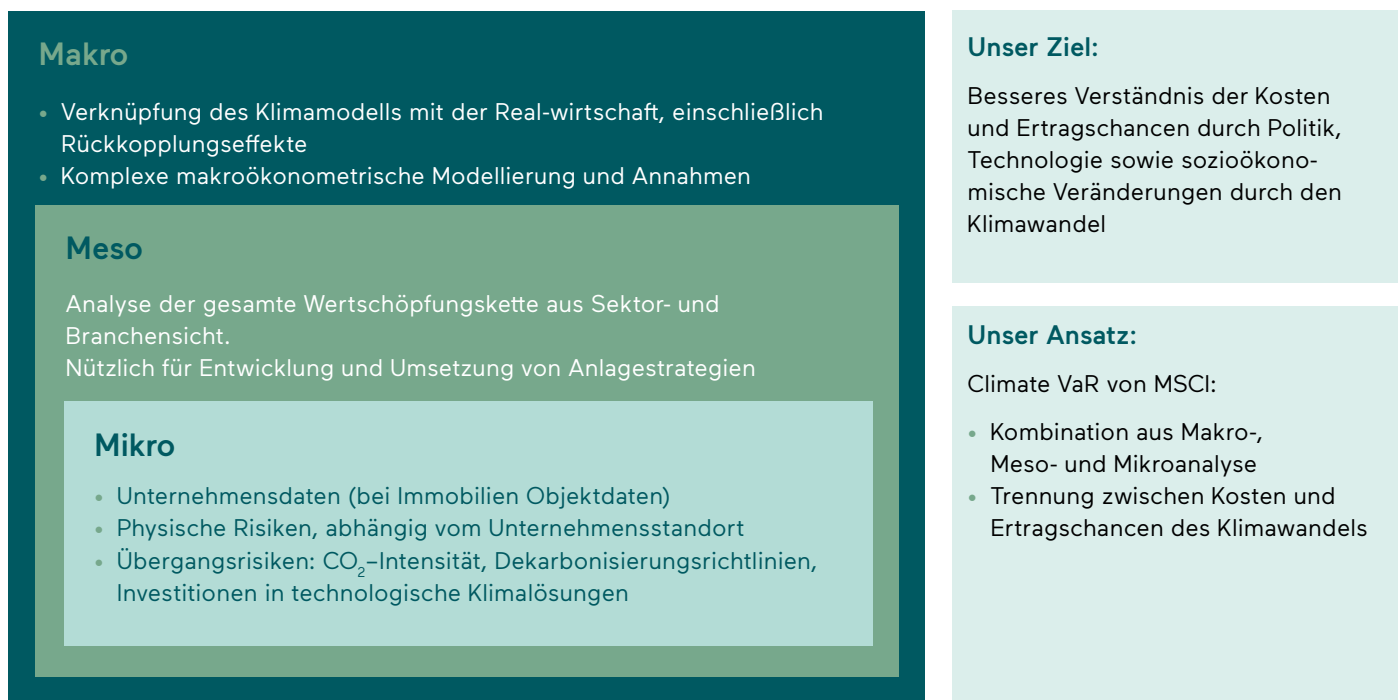 Makro
• Verknüpfung des Klimamodells mit der Real-wirtschaft, einschließlich
Rückkopplungseffekte
• Komplexe makroökonometrische Modellierung und Annahmen
Meso
Analyse der gesamte Wertschöpfungskette aus Sektor- und
Branchensicht.
Nützlich für Entwicklung und Umsetzung von Anlagestrategien
Mikro
• Unternehmensdaten (bei Immobilien Objektdaten)
• Physische Risiken, abhängig vom Unternehmensstandort
• Übergangsrisiken: CO₂–Intensität, Dekarbonisierungsrichtlinien,
Investitionen in technologische Klimalösungen
Unser Ziel:
Besseres Verständnis der Kosten
und Ertragschancen durch Politik,
Technologie sowie sozioökono-
mische Veränderungen durch den
Klimawandel
Unser Ansatz:
Climate VaR von MSCI:
• Kombination aus Makro-,
Meso- und Mikroanalyse
• Trennung zwischen Kosten und
Ertragschancen des Klimawandels